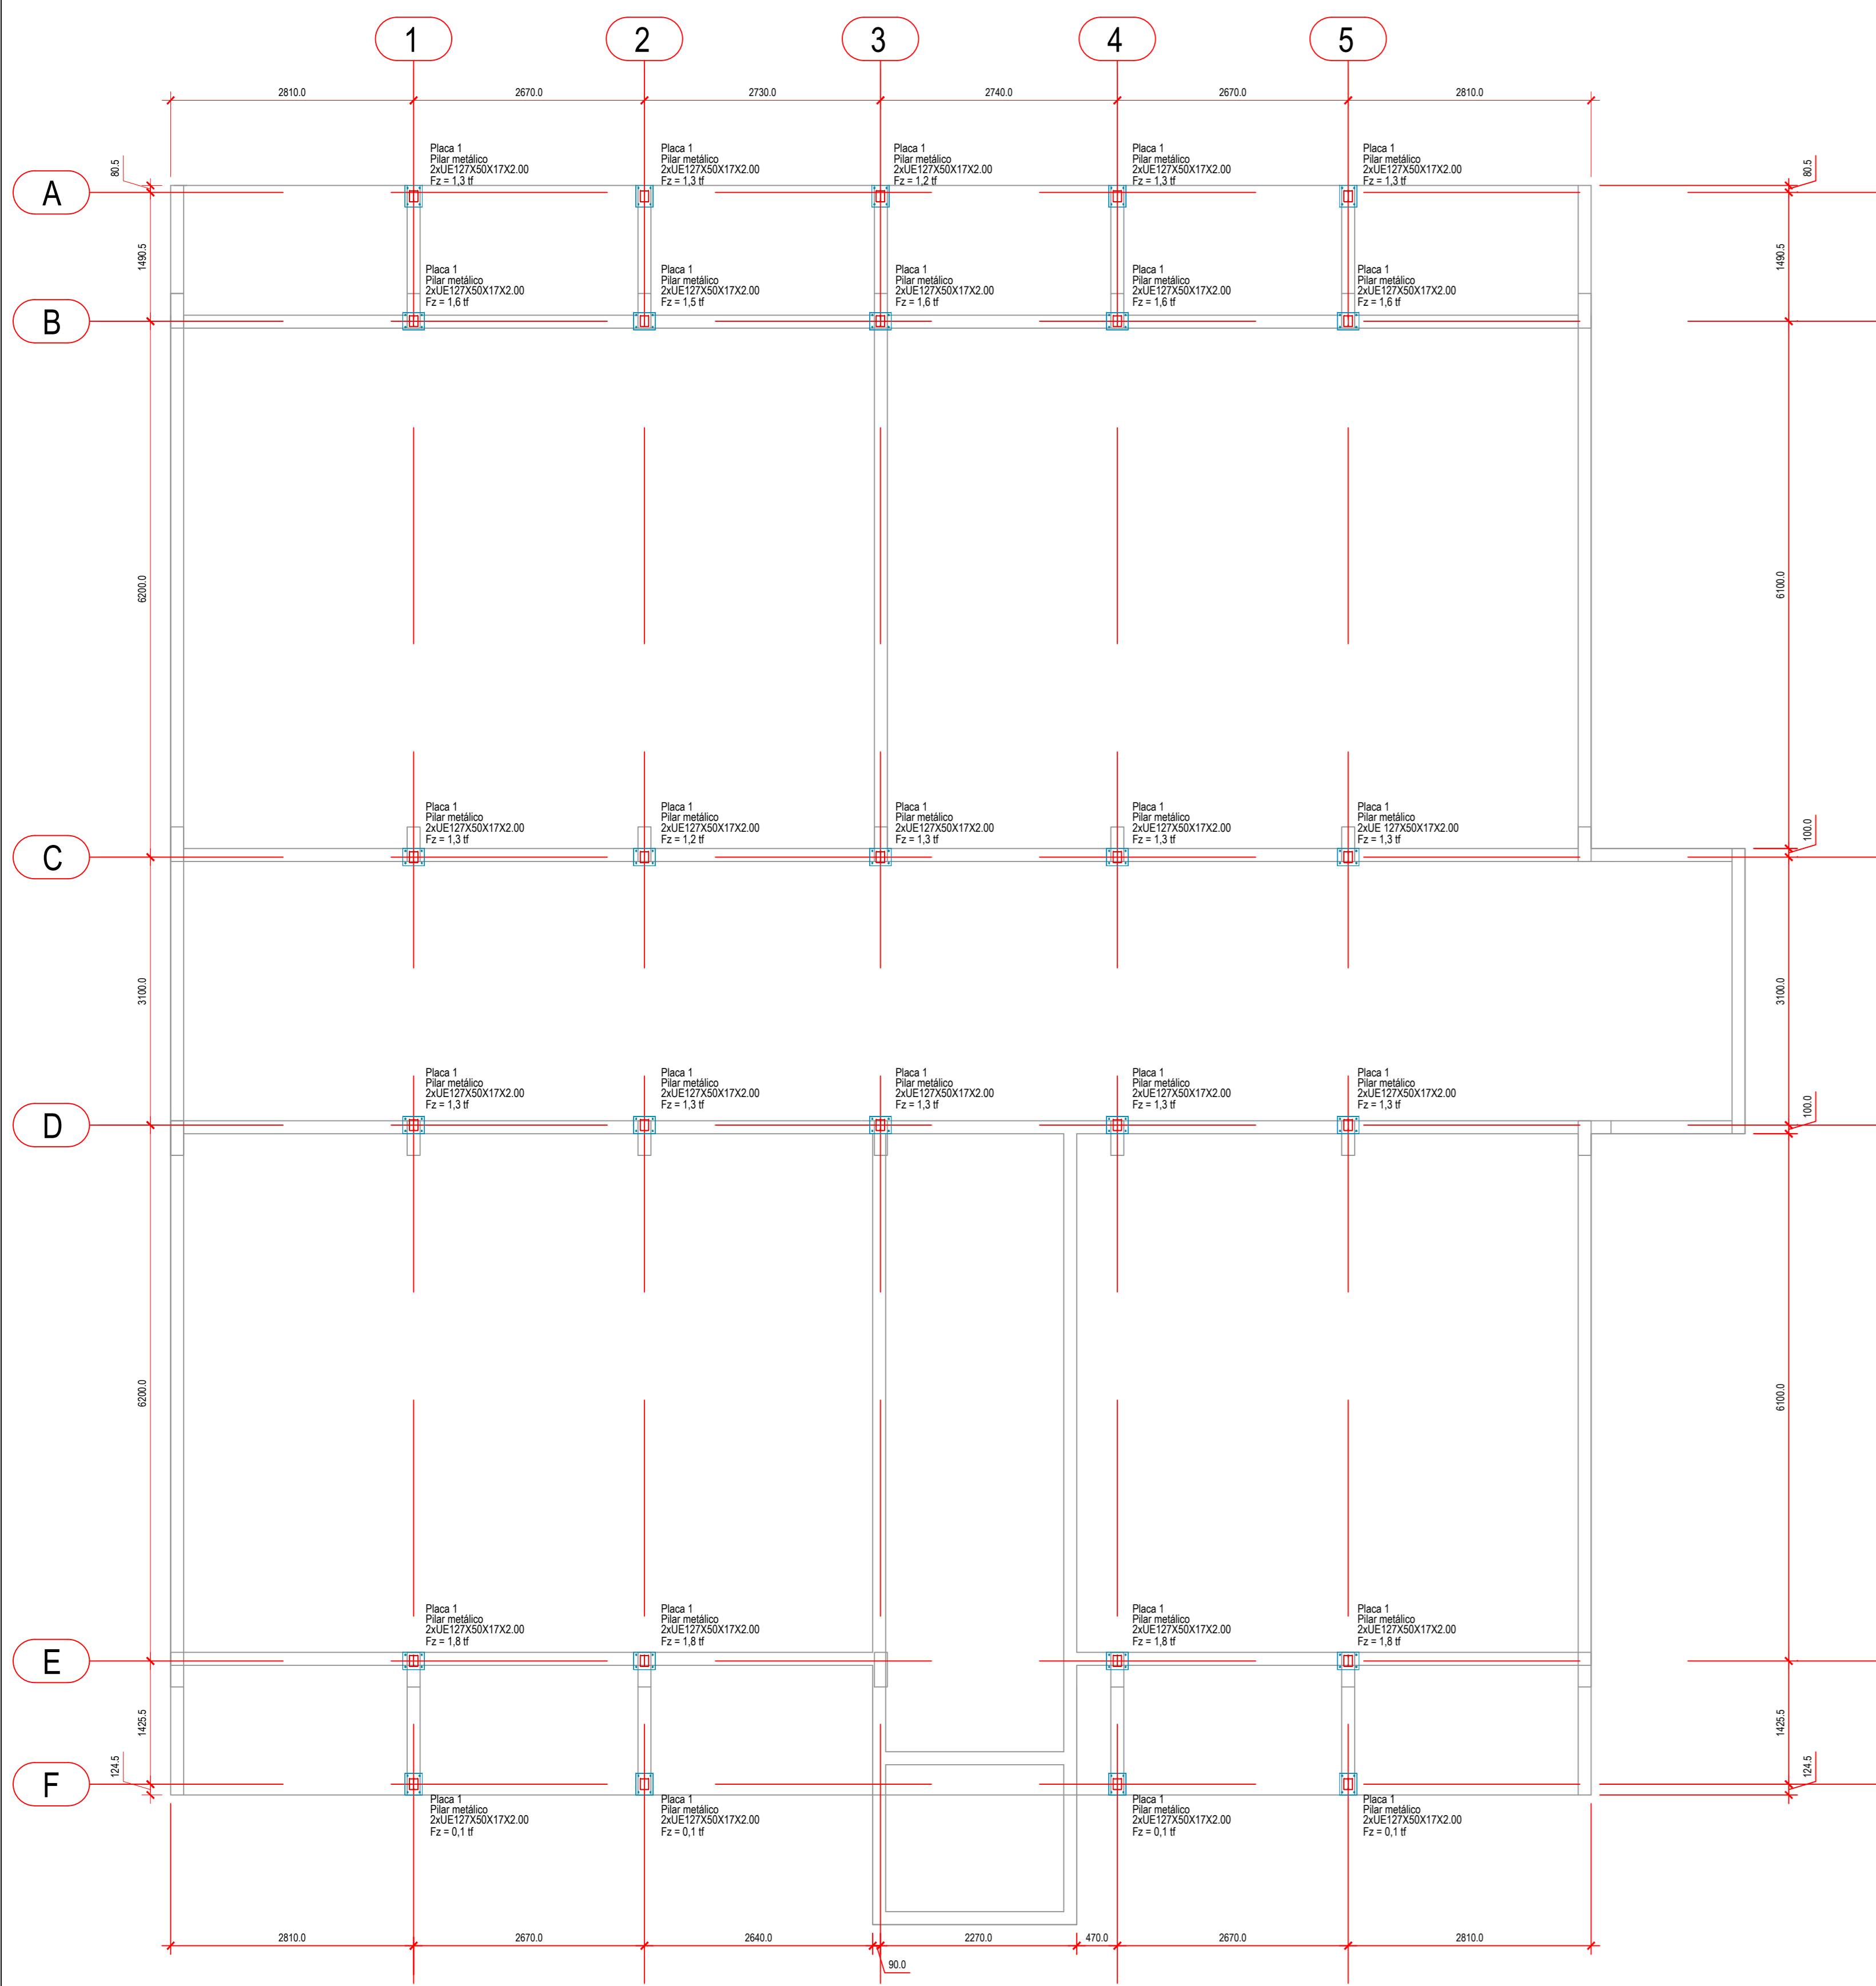 1
2
3
4
5
2810.0
2670.0
2730.0
2740.0
2670.0
2810.0
80.5
80.5
A
Placa 1
Pilar metálico
2xUE127X50X17X2.00
Fz = 1,3 tf
Placa 1
Pilar metálico
2xUE127X50X17X2.00
Fz = 1,3 tf
Placa 1
Pilar metálico
2xUE127X50X17X2.00
Fz = 1,2 tf
Placa 1
Pilar metálico
2xUE127X50X17X2.00
Fz = 1,3 tf
Placa 1
Pilar metálico
2xUE127X50X17X2.00
Fz = 1,3 tf
1490.5
1490.5
B
Placa 1
Pilar metálico
2xUE127X50X17X2.00
Fz = 1,6 tf
Placa 1
Pilar metálico
2xUE127X50X17X2.00
Fz = 1,5 tf
Placa 1
Pilar metálico
2xUE127X50X17X2.00
Fz = 1,6 tf
Placa 1
Pilar metálico
2xUE127X50X17X2.00
Fz = 1,6 tf
Placa 1
Pilar metálico
2xUE127X50X17X2.00
Fz = 1,6 tf
6200.0
6100.0
C
Placa 1
Pilar metálico
2xUE127X50X17X2.00
Fz = 1,3 tf
Placa 1
Pilar metálico
2xUE127X50X17X2.00
Fz = 1,2 tf
Placa 1
Pilar metálico
2xUE127X50X17X2.00
Fz = 1,3 tf
Placa 1
Pilar metálico
2xUE127X50X17X2.00
Fz = 1,3 tf
Placa 1
Pilar metálico
2xUE 127X50X17X2.00
Fz = 1,3 tf
100.0
3100.0
3100.0
D
Placa 1
Pilar metálico
2xUE127X50X17X2.00
Fz = 1,3 tf
Placa 1
Pilar metálico
2xUE127X50X17X2.00
Fz = 1,3 tf
Placa 1
Pilar metálico
2xUE127X50X17X2.00
Fz = 1,3 tf
Placa 1
Pilar metálico
2xUE127X50X17X2.00
Fz = 1,3 tf
Placa 1
Pilar metálico
2xUE127X50X17X2.00
Fz = 1,3 tf
100.0
6200.0
6100.0
E
Placa 1
Pilar metálico
2xUE127X50X17X2.00
Fz = 1,8 tf
Placa 1
Pilar metálico
2xUE127X50X17X2.00
Fz = 1,8 tf
Placa 1
Pilar metálico
2xUE127X50X17X2.00
Fz = 1,8 tf
Placa 1
Pilar metálico
2xUE127X50X17X2.00
Fz = 1,8 tf
1425.5
1425.5
124.5
124.5
F
Placa 1
Pilar metálico
2xUE127X50X17X2.00
Fz = 0,1 tf
Placa 1
Pilar metálico
2xUE127X50X17X2.00
Fz = 0,1 tf
Placa 1
Pilar metálico
2xUE127X50X17X2.00
Fz = 0,1 tf
Placa 1
Pilar metálico
2xUE127X50X17X2.00
Fz = 0,1 tf
2810.0
2670.0
2640.0
2270.0
470.0
2670.0
2810.0
90.0